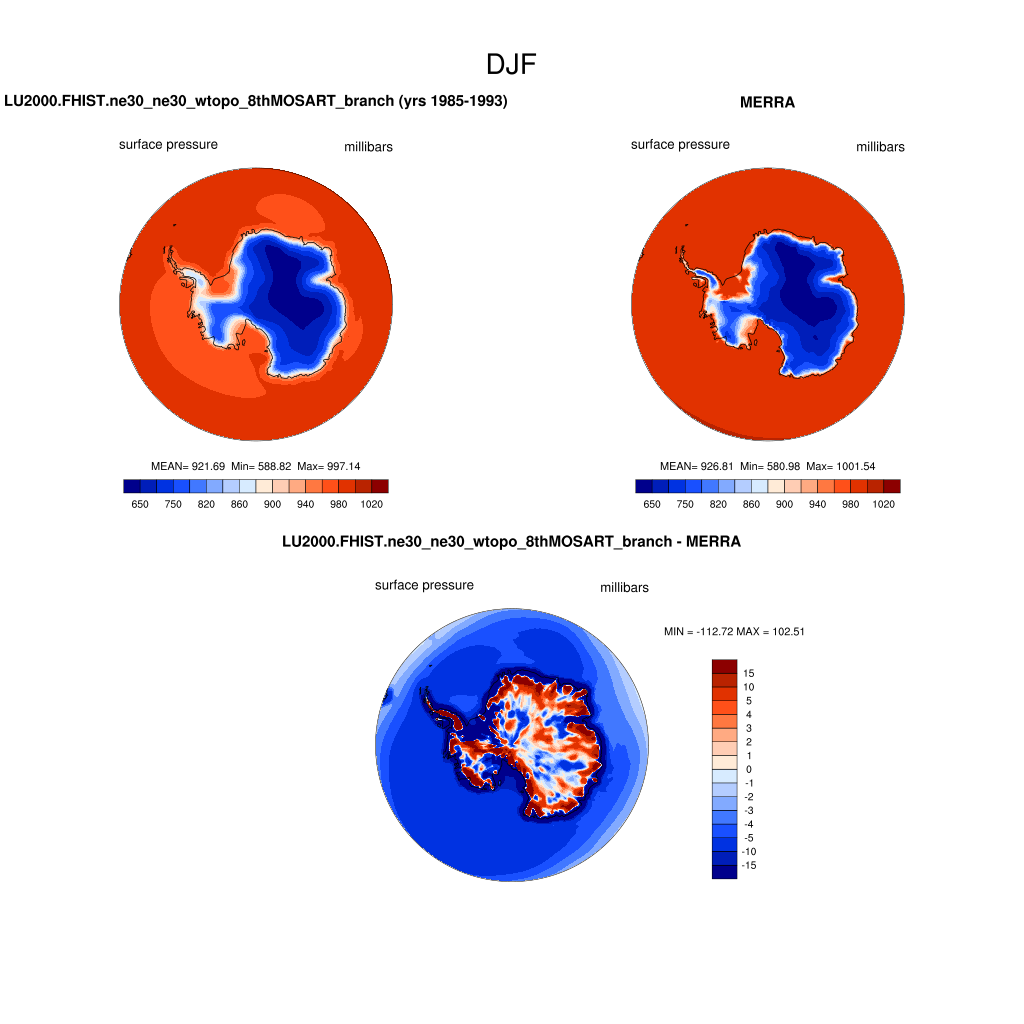 DJF
LU2000.FHIST.ne30_ne30_wtopo_8thMOSART_branch (yrs 1985-1993)
surface pressure millibars
MEAN= 921.69 Min= 588.82 Max= 997.14
650 750 820 860 900 940 980 1020
MERRA
surface pressure millibars
MEAN= 926.81 Min= 580.98 Max= 1001.54
650 750 820 860 900 940 980 1020
LU2000.FHIST.ne30_ne30_wtopo_8thMOSART_branch - MERRA
surface pressure millibars
MIN = -112.72 MAX = 102.51
15
10
5
4
3
2
1
0
-1
-2
-3
-4
-5
-10
-15